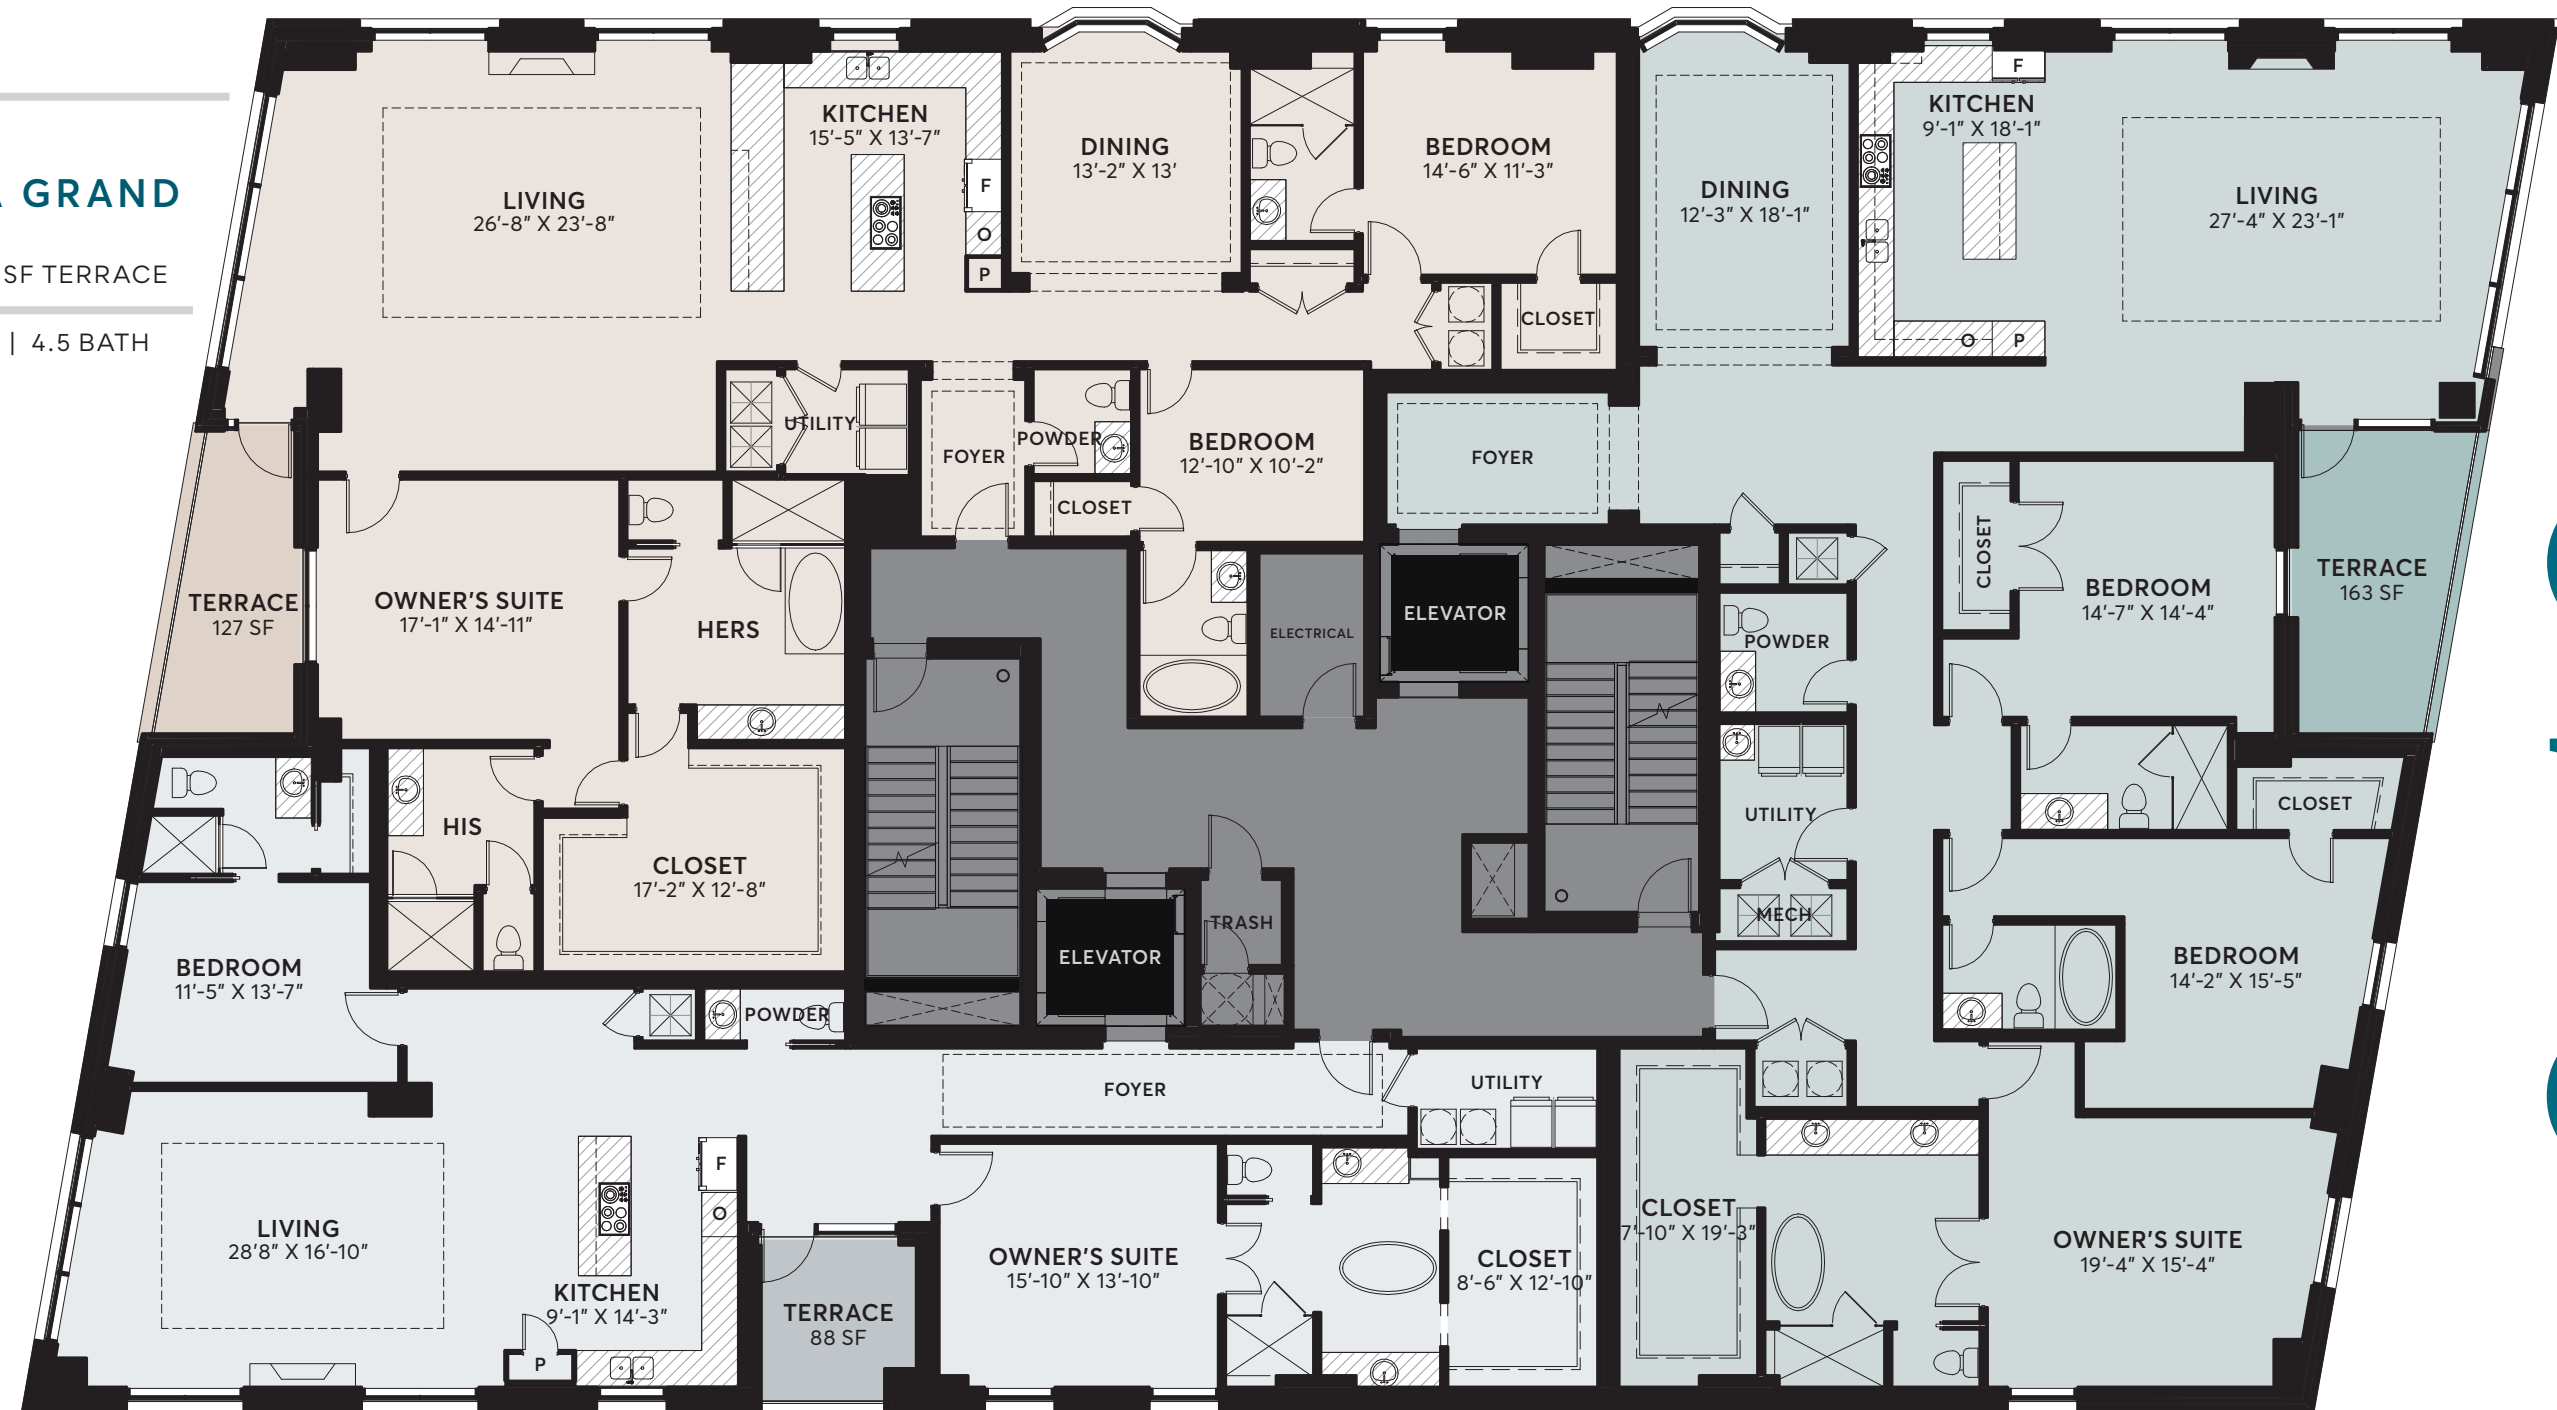 GRAND
SF TERRACE
| 4.5 BATH
LIVING
26'-8" X 23'-8"
KITCHEN
15'-5" X 13'-7"
F
O
P
DINING
13'-2" X 13'
BEDROOM
14'-6" X 11'-3"
CLOSET
UTILITY
FOYER
POWDER
CLOSET
BEDROOM
12'-10" X 10'-2"
TERRACE
127 SF
OWNER'S SUITE
17'-1" X 14'-11"
HERS
HIS
CLOSET
17'-2" X 12'-8"
DINING
12'-3" X 18'-1"
KITCHEN
9'-1" X 18'-1"
F
O
P
LIVING
27'-4" X 23'-1"
FOYER
CLOSET
BEDROOM
14'-7" X 14'-4"
TERRACE
163 SF
POWDER
UTILITY
MECH
CLOSET
BEDROOM
14'-2" X 15'-5"
CLOSET
7'-10" X 19'-3"
OWNER'S SUITE
19'-4" X 15'-4"
ELECTRICAL
ELEVATOR
ELEVATOR
TRASH
BEDROOM
11'-5" X 13'-7"
POWDER
FOYER
UTILITY
LIVING
28'8" X 16'-10"
F
O
KITCHEN
9'-1" X 14'-3"
P
TERRACE
88 SF
OWNER'S SUITE
15'-10" X 13'-10"
CLOSET
8'-6" X 12'-10"